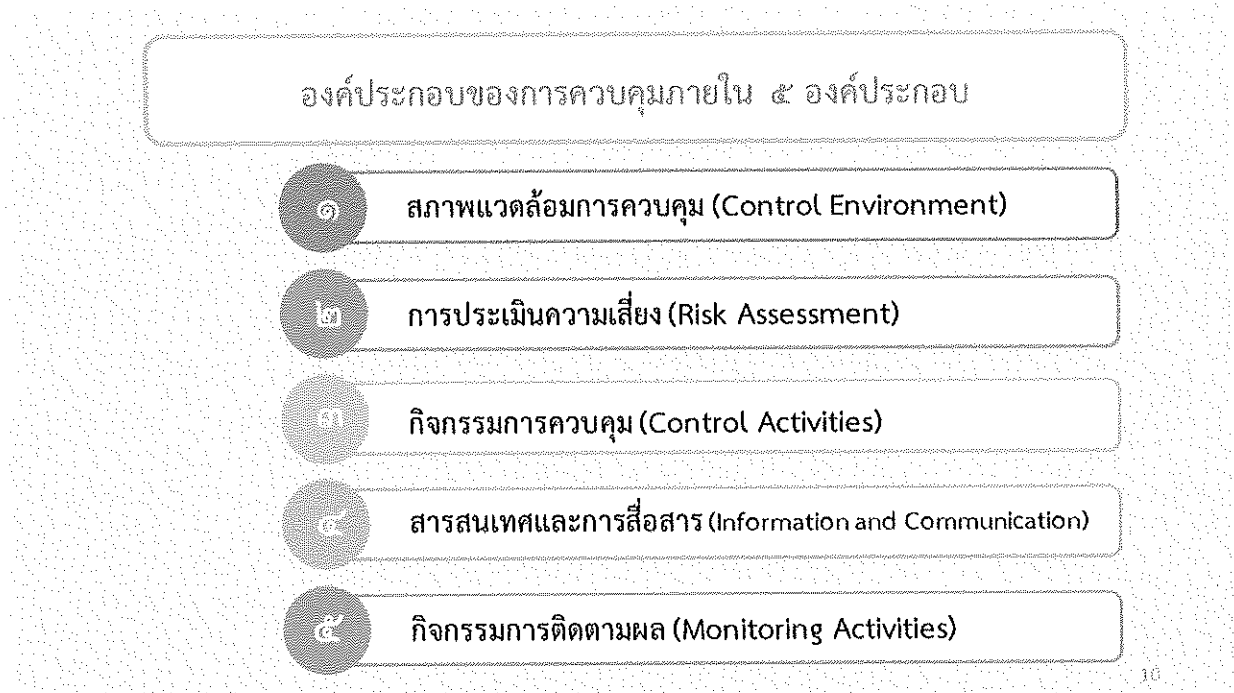 องค์ประกอบของการควบคุมภายใน ๕ องค์ประกอบ
๑ สภาพแวดล้อมการควบคุม (Control Environment)
๒ การประเมินความเสี่ยง (Risk Assessment)
๓ กิจกรรมการควบคุม (Control Activities)
๔ สารสนเทศและการสื่อสาร (Information and Communication)
๕ กิจกรรมการติดตามผล (Monitoring Activities)
10